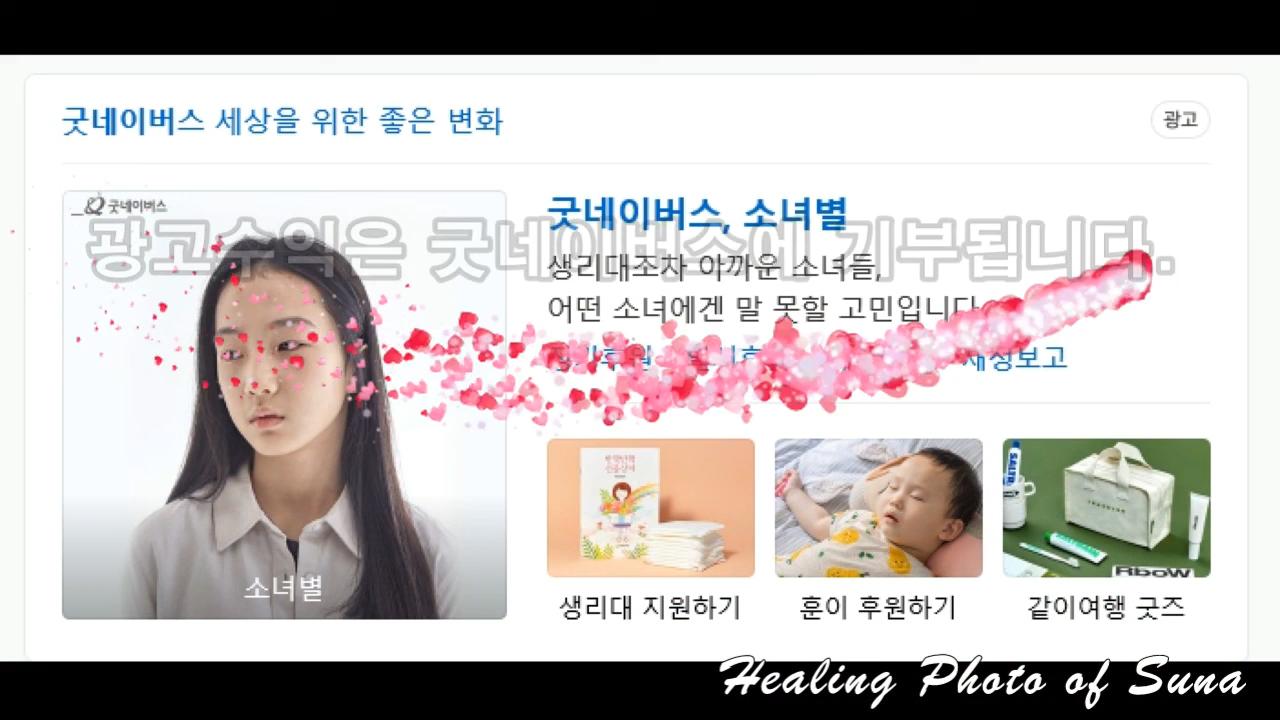 굿네이버스 세상을 위한 좋은 변화
광고
굿네이버스
광고수익은 굿네이버스에 기부됩니다.
굿네이버스, 소녀별
생리대조차 아까운 소녀들,
어떤 소녀에겐 말 못할 고민입니다
재정보고
소녀별
SALTR
RboW
생리대 지원하기
훈이 후원하기
같이여행 굿즈
Healing Photo of Suna